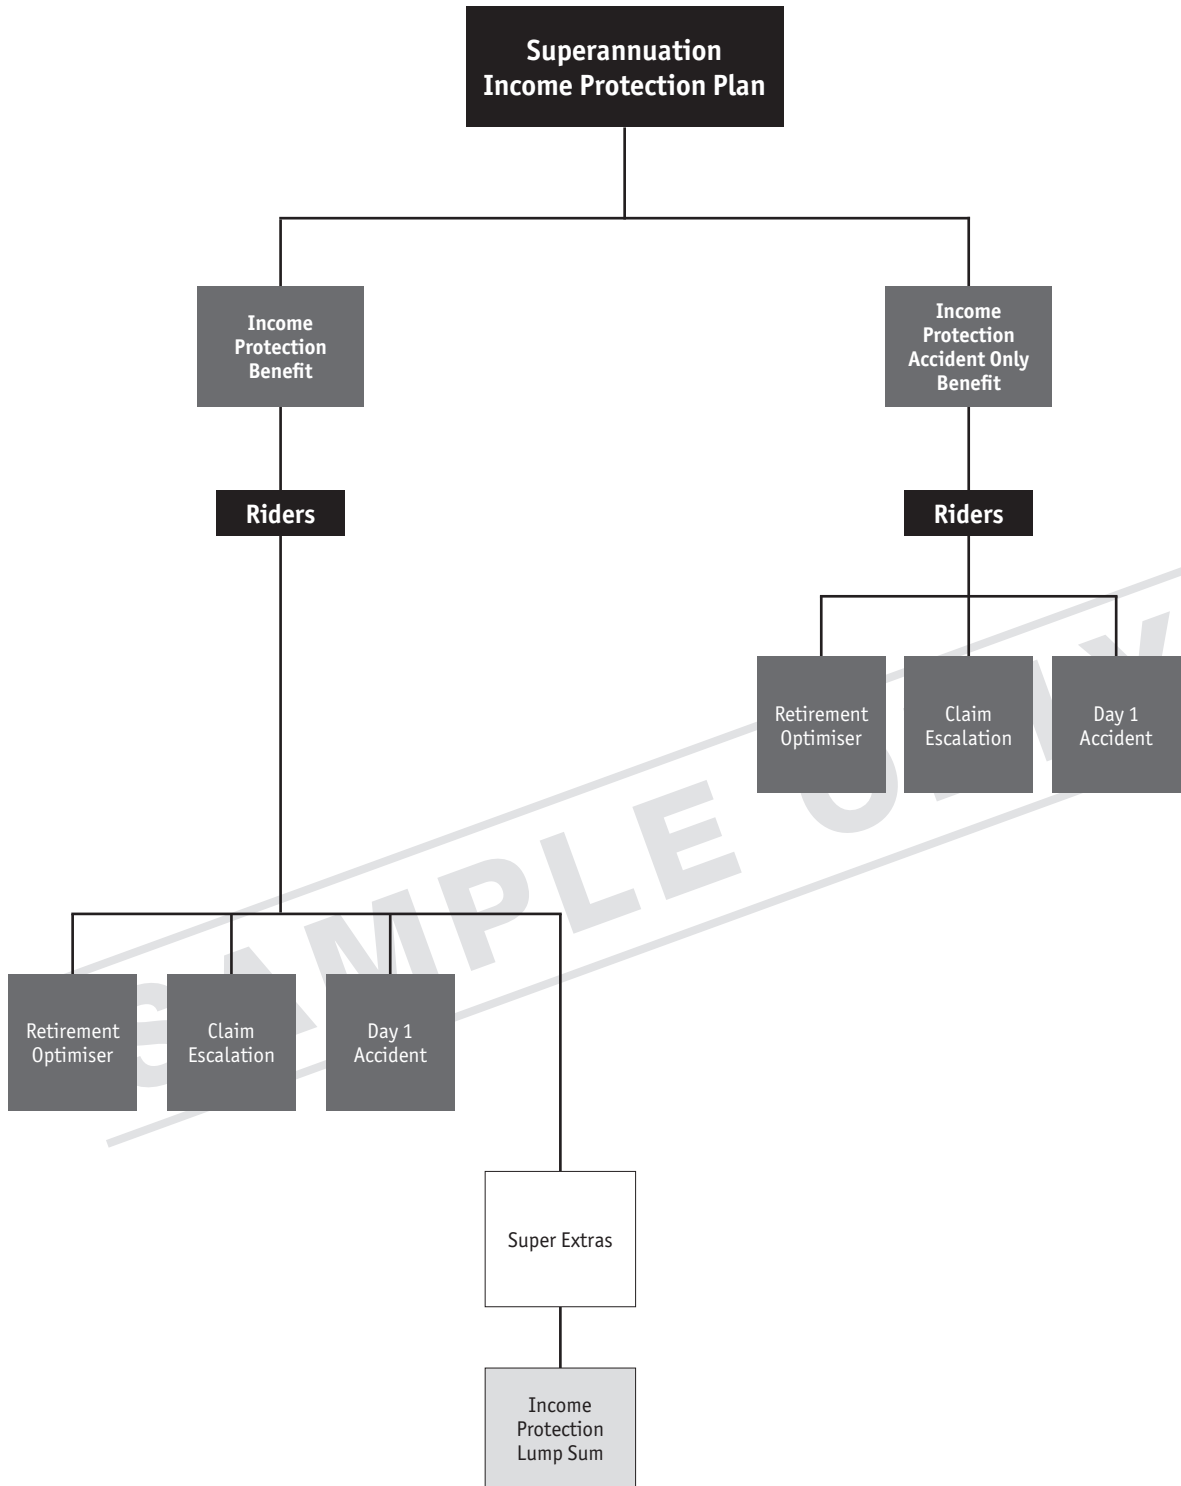 Superannuation
Income Protection Plan
Income
Protection
Benefit
Income
Protection
Accident Only
Benefit
Riders
Riders
Retirement
Optimiser
Claim
Escalation
Day 1
Accident
SAMPLE ONLY
Retirement
Optimiser
Claim
Escalation
Day 1
Accident
Super Extras
Income
Protection
Lump Sum